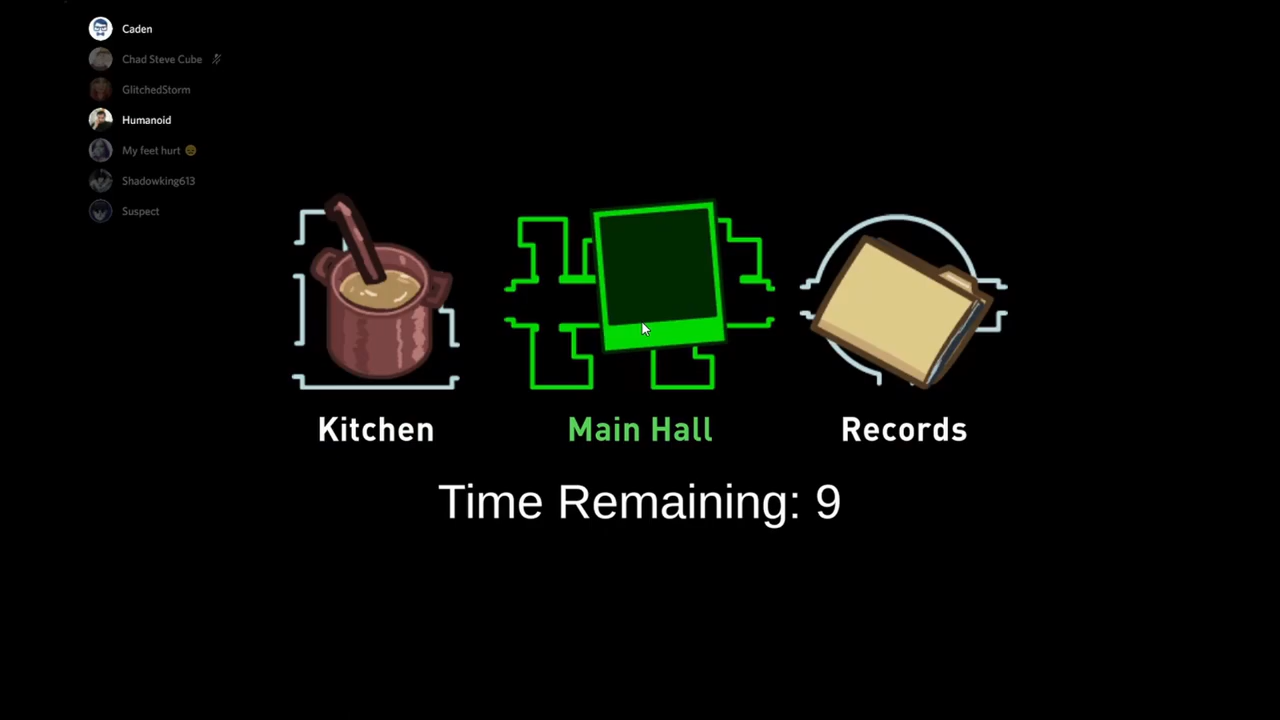 Caden
Chad Steve Cube
GlitchedStorm
Humanoid
My feet hurt 😩
Shadowking613
Suspect
Kitchen
Main Hall
Records
Time Remaining: 9